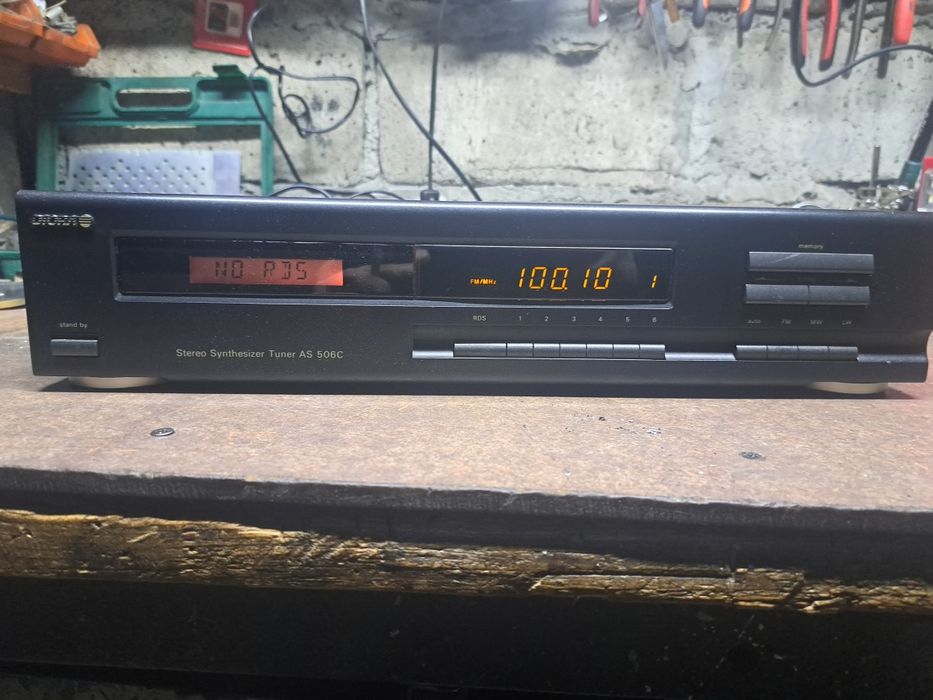 DIORA
memory
NO RDS
FM/MHz 100.10 1
RDS 1 2 3 4 5 6
auto FM MW LW
stand by
Stereo Synthesizer Tuner AS 506C